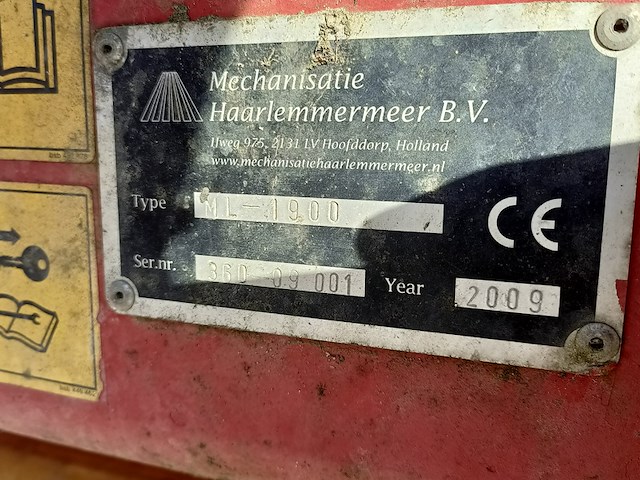 Mechanisatie
Haarlemmermeer B.V.
IJweg 975, 2131 LV Hoofddorp, Holland
www.mechanisatiehaarlemmermeer.nl
Type ML-1900
CE
Ser.nr. 3RD 09 001 Year 2009